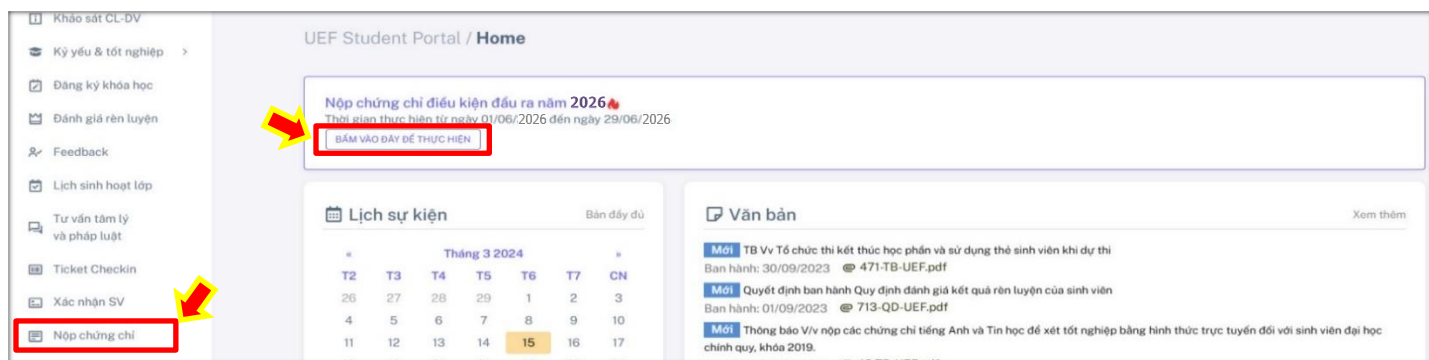 Khảo sát CL-DV
Kỷ yếu & tốt nghiệp >
Đăng ký khóa học
Đánh giá rèn luyện
Feedback
Lịch sinh hoạt lớp
Tư vấn tâm lý
và pháp luật
Ticket Checkin
Xác nhận SV
Nộp chứng chỉ
UEF Student Portal / Home
Nộp chứng chỉ điều kiện đầu ra năm 2026
Thời gian thực hiện từ ngày 01/06/2026 đến ngày 29/06/2026
BẤM VÀO ĐÂY ĐỂ THỰC HIỆN
Lịch sự kiện Bản đầy đủ
« Tháng 3 2024 »
T2 T3 T4 T5 T6 T7 CN
26 27 28 29 1 2 3
4 5 6 7 8 9 10
11 12 13 14 15 16 17
Văn bản Xem thêm
Mới TB Vv Tổ chức thi kết thúc học phần và sử dụng thẻ sinh viên khi dự thi
Ban hành: 30/09/2023 471-TB-UEF.pdf
Mới Quyết định ban hành Quy định đánh giá kết quả rèn luyện của sinh viên
Ban hành: 01/09/2023 713-QD-UEF.pdf
Mới Thông báo V/v nộp các chứng chỉ tiếng Anh và Tin học để xét tốt nghiệp bằng hình thức trực tuyến đối với sinh viên đại học
chính quy, khóa 2019.